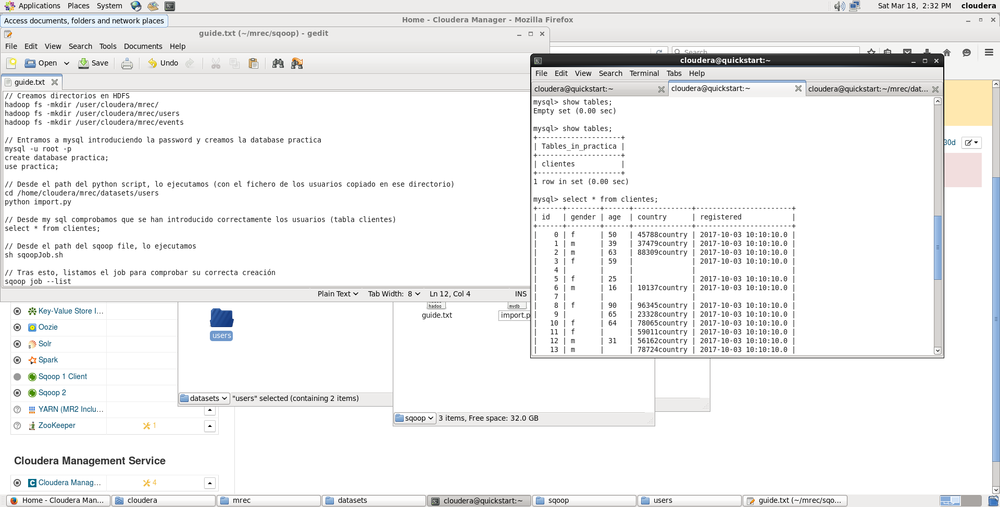 Applications Places System
Sat Mar 18, 2:32 PM cloudera
Access documents, folders and network places
Home - Cloudera Manager - Mozilla Firefox
guide.txt (~/mrec/sqoop) - gedit
File Edit View Search Tools Documents Help
Open Save Undo
guide.txt
// Creamos directorios en HDFS
hadoop fs -mkdir /user/cloudera/mrec/
hadoop fs -mkdir /user/cloudera/mrec/users
hadoop fs -mkdir /user/cloudera/mrec/events
// Entramos a mysql introduciendo la password y creamos la database practica
mysql -u root -p
create database practica;
use practica;
// Desde el path del python script, lo ejecutamos (con el fichero de los usuarios copiado en ese directorio)
cd /home/cloudera/mrec/datasets/users
python import.py
// Desde my sql comprobamos que se han introducido correctamente los usuarios (tabla clientes)
select * from clientes;
// Desde el path del sqoop file, lo ejecutamos
sh sqoopJob.sh
// Tras esto, listamos el job para comprobar su correcta creación
sqoop job --list
Plain Text Tab Width: 8 Ln 12, Col 4 INS
Search
cloudera@quickstart:~
File Edit View Search Terminal Tabs Help
cloudera@quickstart:~ cloudera@quickstart:~ cloudera@quickstart:~/mrec/dat...
mysql> show tables;
Empty set (0.00 sec)
mysql> show tables;
+--------------------+
| Tables_in_practica |
+--------------------+
| clientes           |
+--------------------+
1 row in set (0.00 sec)
mysql> select * from clientes;
+------+--------+------+--------------+-----------------------+
| id   | gender | age  | country      | registered            |
+------+--------+------+--------------+-----------------------+
|    0 | f      | 50   | 45788country | 2017-10-03 10:10:10.0 |
|    1 | m      | 39   | 37479country | 2017-10-03 10:10:10.0 |
|    2 | m      | 63   | 88309country | 2017-10-03 10:10:10.0 |
|    3 | f      | 59   |              | 2017-10-03 10:10:10.0 |
|    4 |        |      |              |                       |
|    5 | f      | 25   |              | 2017-10-03 10:10:10.0 |
|    6 | m      | 16   | 10137country | 2017-10-03 10:10:10.0 |
|    7 |        |      |              |                       |
|    8 | f      | 90   | 96345country | 2017-10-03 10:10:10.0 |
|    9 |        | 65   | 23328country | 2017-10-03 10:10:10.0 |
|   10 | f      | 64   | 78065country | 2017-10-03 10:10:10.0 |
|   11 | f      |      | 59011country | 2017-10-03 10:10:10.0 |
|   12 | m      | 31   | 56162country | 2017-10-03 10:10:10.0 |
|   13 | m      |      | 78724country | 2017-10-03 10:10:10.0 |
30d
Key-Value Store I...
Oozie
Solr
Spark
Sqoop 1 Client
Sqoop 2
YARN (MR2 Inclu...
ZooKeeper 1
Cloudera Management Service
Cloudera Manag... 4
users
datasets "users" selected (containing 2 items)
hadoo
guide.txt
mvdb
import.p
sqoop 3 items, Free space: 32.0 GB
Home - Cloudera Man... cloudera mrec datasets cloudera@quickstart:~ sqoop users guide.txt (~/mrec/sqo...